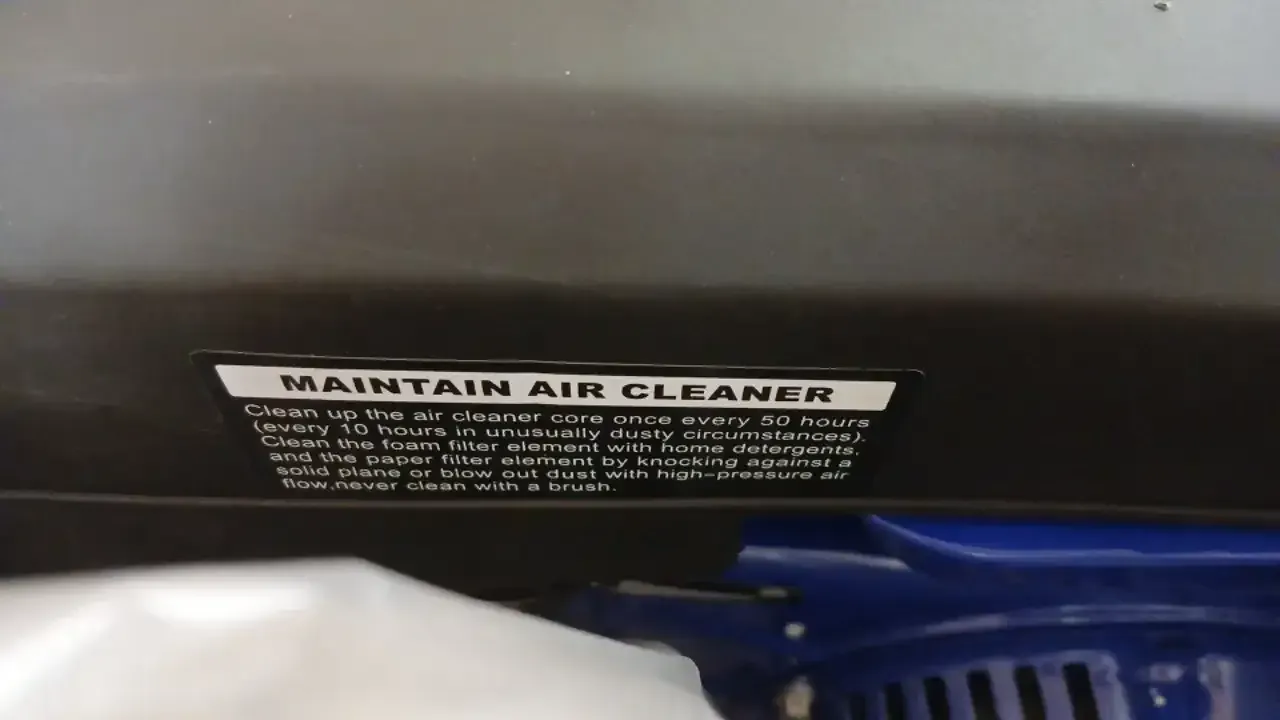 MAINTAIN AIR CLEANER
Clean up the air cleaner core once every 50 hours
(every 10 hours in unusually dusty circumstances).
Clean the foam filter element with home detergents,
and the paper filter element by knocking against a
solid plane or blow out dust with high-pressure air
flow,never clean with a brush.